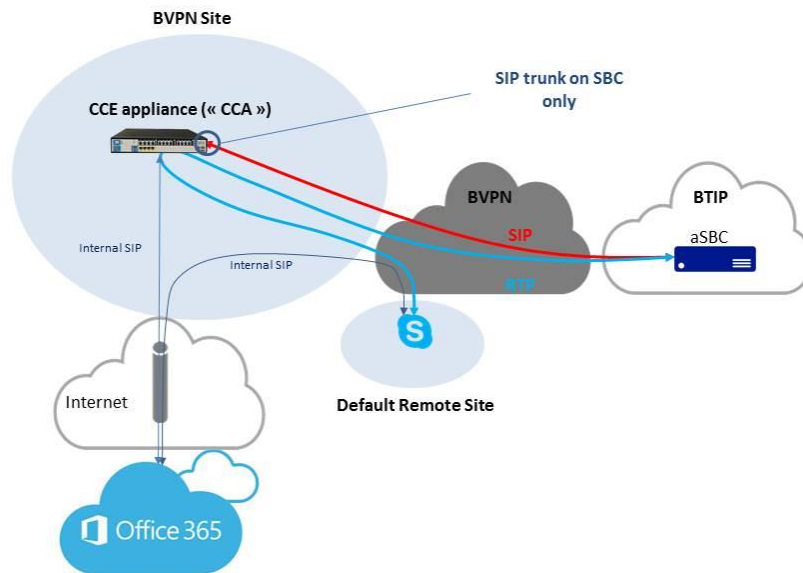 BVPN Site
SIP trunk on SBC
only
CCE appliance (« CCA »)
BVPN
BTIP
aSBC
SIP
Internal SIP
Internal SIP
RTP
S
Internet
Default Remote Site
Office 365